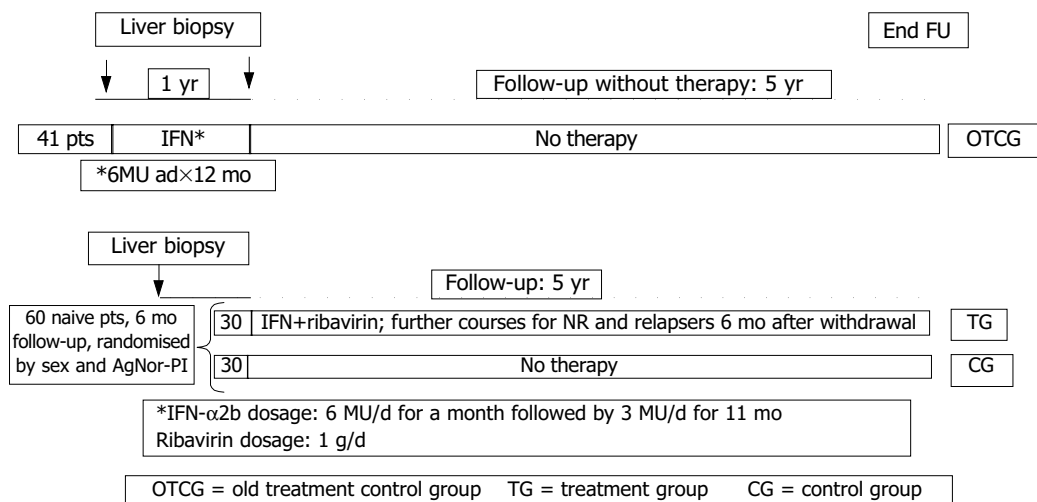 Liver biopsy
End FU
1 yr
Follow-up without therapy: 5 yr
41 pts
IFN*
No therapy
OTCG
*6MU ad×12 mo
Liver biopsy
Follow-up: 5 yr
60 naive pts, 6 mo
follow-up, randomised
by sex and AgNor-PI
30
IFN+ribavirin; further courses for NR and relapsers 6 mo after withdrawal
TG
30
No therapy
CG
*IFN-α2b dosage: 6 MU/d for a month followed by 3 MU/d for 11 mo
Ribavirin dosage: 1 g/d
OTCG = old treatment control group TG = treatment group CG = control group